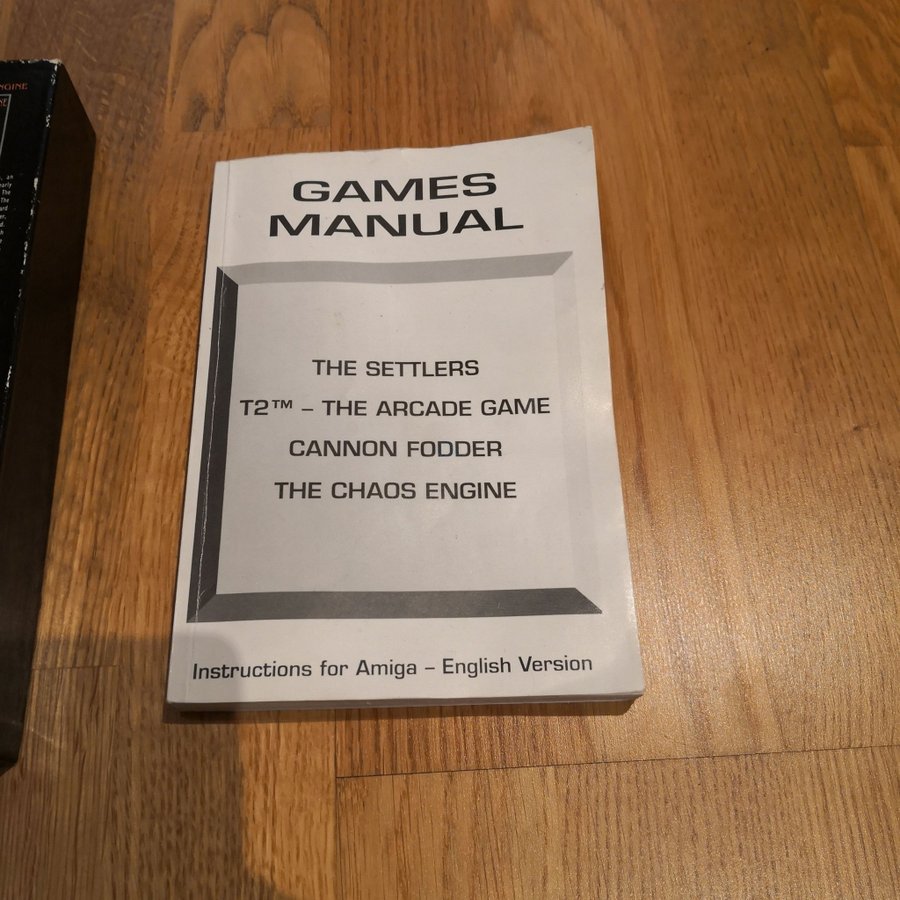 GAMES
MANUAL
THE SETTLERS
T2™ – THE ARCADE GAME
CANNON FODDER
THE CHAOS ENGINE
Instructions for Amiga – English Version